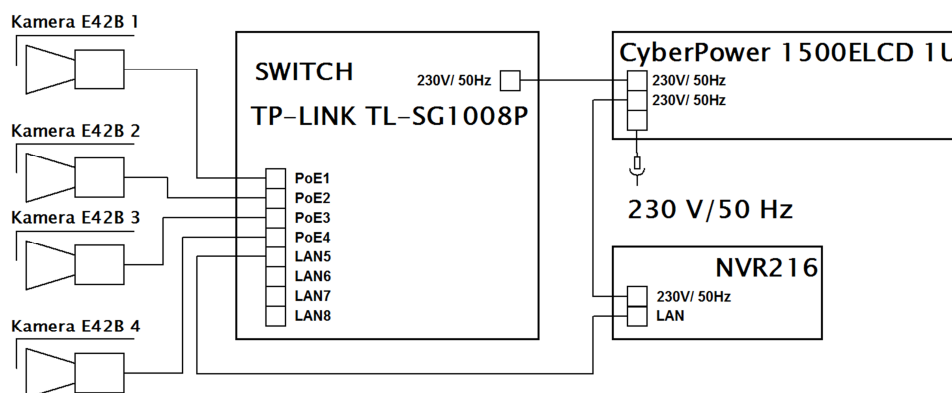 Kamera E42B 1
Kamera E42B 2
Kamera E42B 3
Kamera E42B 4
SWITCH
230V/ 50Hz
TP-LINK TL-SG1008P
PoE1
PoE2
PoE3
PoE4
LAN5
LAN6
LAN7
LAN8
CyberPower 1500ELCD 1U
230V/ 50Hz
230V/ 50Hz
230 V/50 Hz
NVR216
230V/ 50Hz
LAN